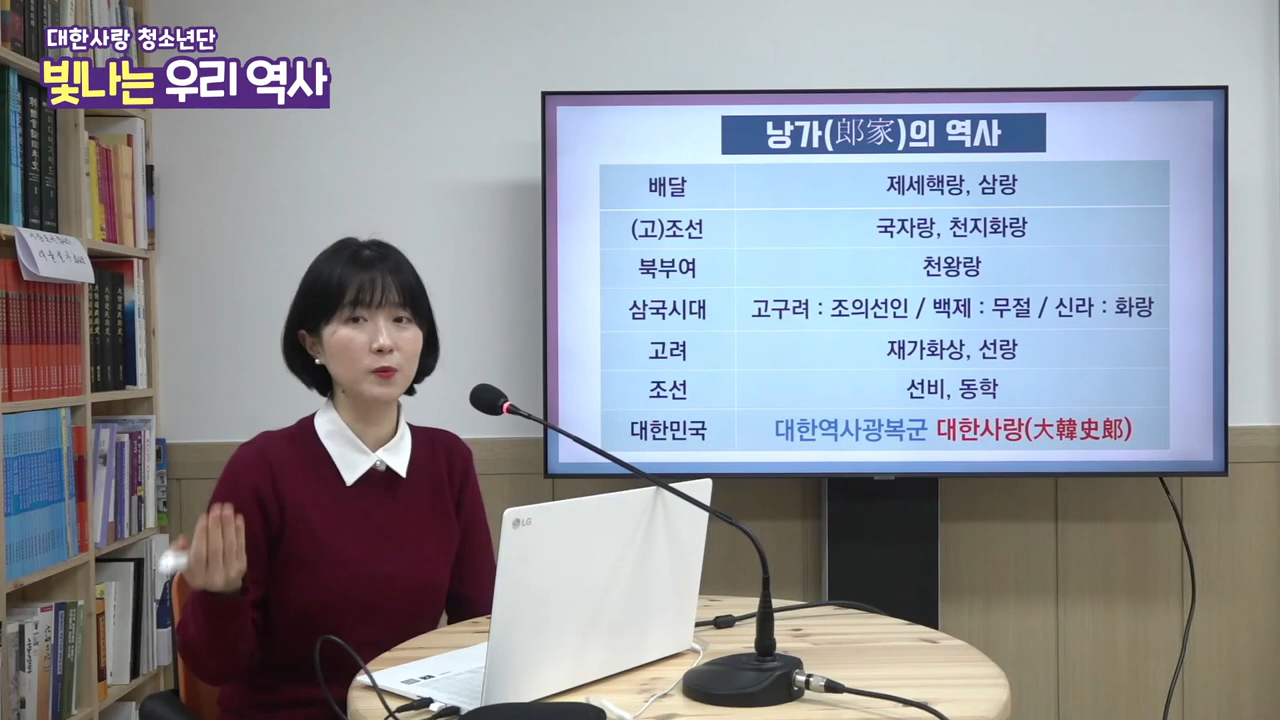 대한사랑 청소년단
빛나는 우리 역사
낭가(郎家)의 역사
배달 제세핵랑, 삼랑
(고)조선 국자랑, 천지화랑
북부여 천왕랑
삼국시대 고구려 : 조의선인 / 백제 : 무절 / 신라 : 화랑
고려 재가화상, 선랑
조선 선비, 동학
대한민국 대한역사광복군 대한사랑(大韓史郞)
LG